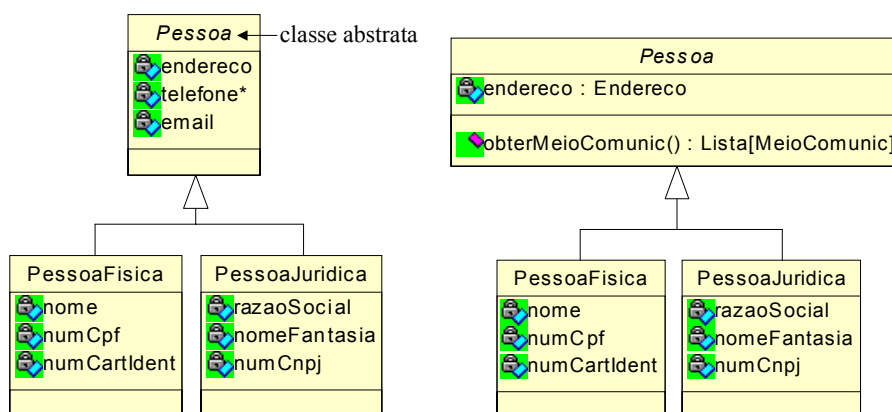 Pessoa
classe abstrata
endereco
telefone*
email
PessoaFisica
nome
numCpf
numCartIdent
PessoaJuridica
razaoSocial
nomeFantasia
numCnpj
Pessoa
endereco : Endereco
obterMeioComunic() : Lista[MeioComunic]
PessoaFisica
nome
numCpf
numCartIdent
PessoaJuridica
razaoSocial
nomeFantasia
numCnpj